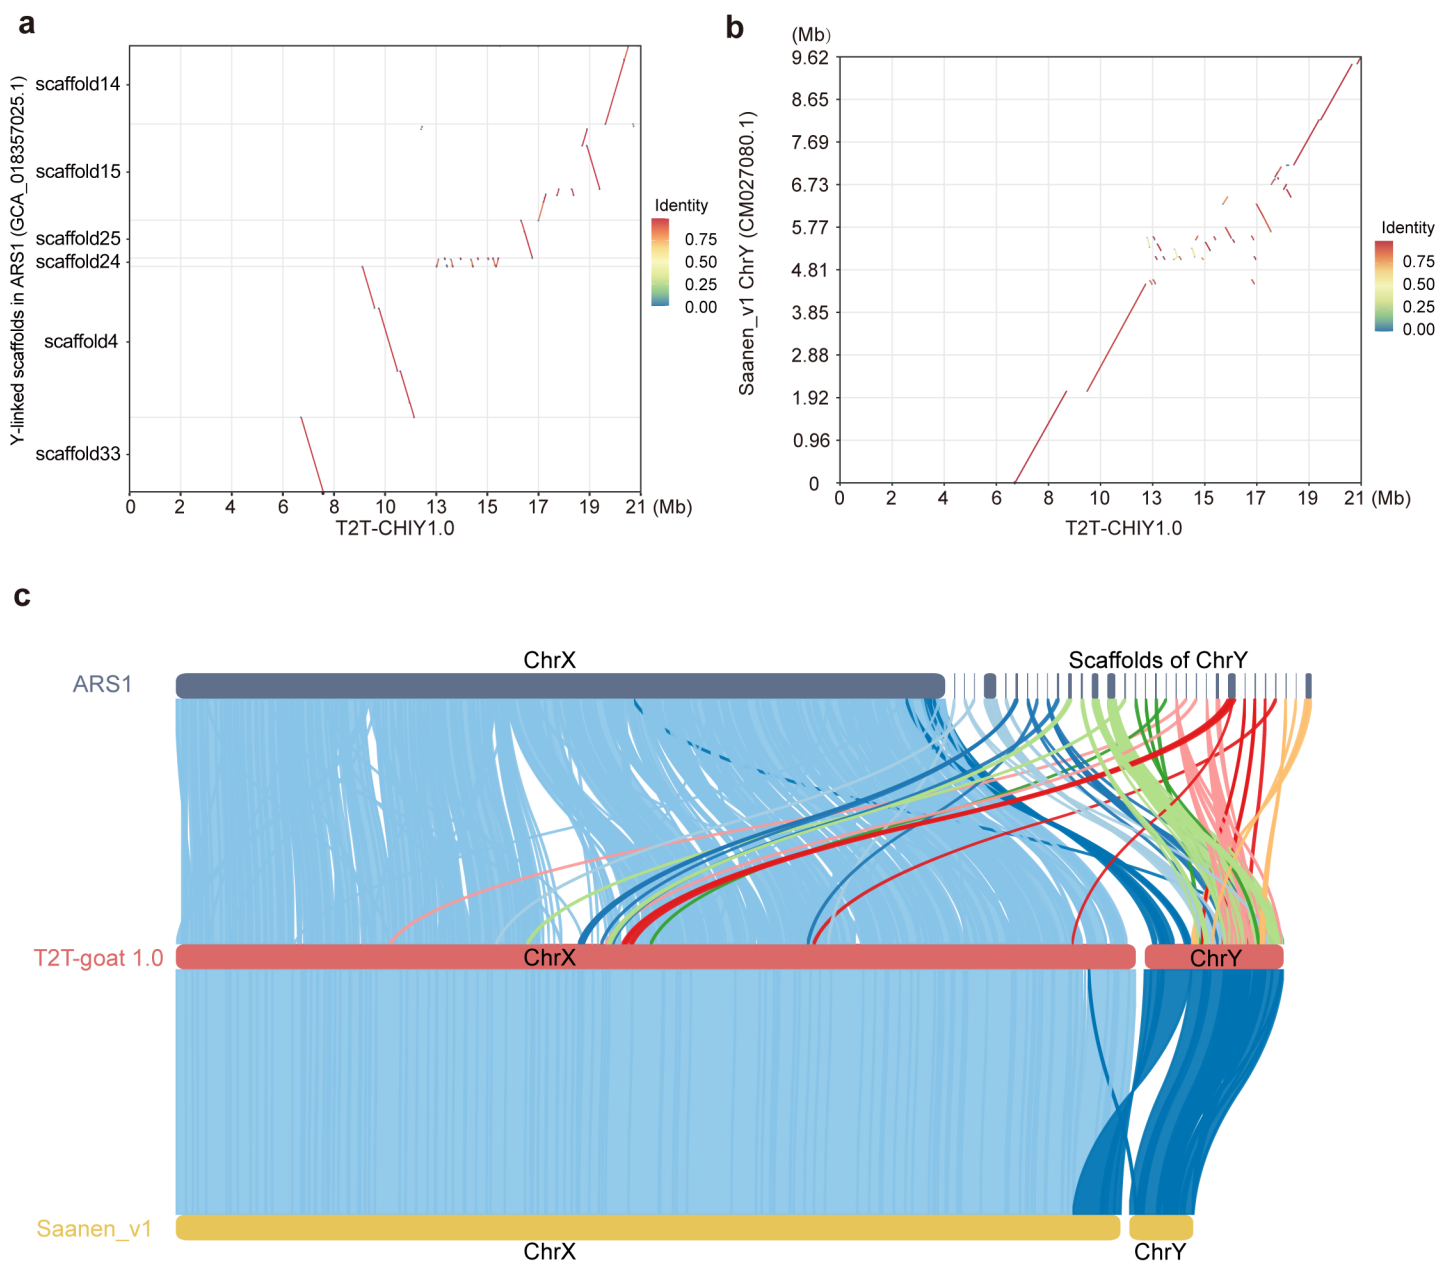 a
Y-linked scaffolds in ARS1 (GCA_018357025.1)
scaffold14
scaffold15
scaffold25
scaffold24
scaffold4
scaffold33
0 2 4 6 8 10 13 15 17 19 21 (Mb)
T2T-CHIY1.0
Identity
0.75
0.50
0.25
0.00
b
(Mb)
Saanen_v1 ChrY (CM027080.1)
9.62
8.65
7.69
6.73
5.77
4.81
3.85
2.88
1.92
0.96
0
0 2 4 6 8 10 13 15 17 19 21 (Mb)
T2T-CHIY1.0
Identity
0.75
0.50
0.25
0.00
c
ChrX Scaffolds of ChrY
ARS1
T2T-goat 1.0 ChrX ChrY
Saanen_v1
ChrX ChrY